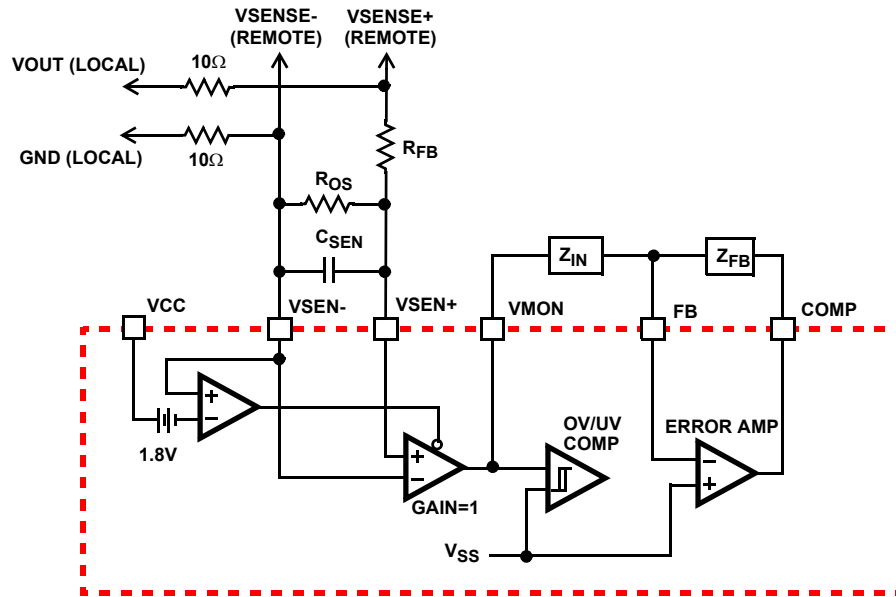 VSENSE-
(REMOTE)
VSENSE+
(REMOTE)
VOUT (LOCAL)
10Ω
GND (LOCAL)
10Ω
RFB
ROS
CSEN
ZIN
ZFB
VCC
VSEN-
VSEN+
VMON
FB
COMP
+
−
1.8V
+
−
GAIN=1
OV/UV
COMP
ERROR AMP
−
+
VSS